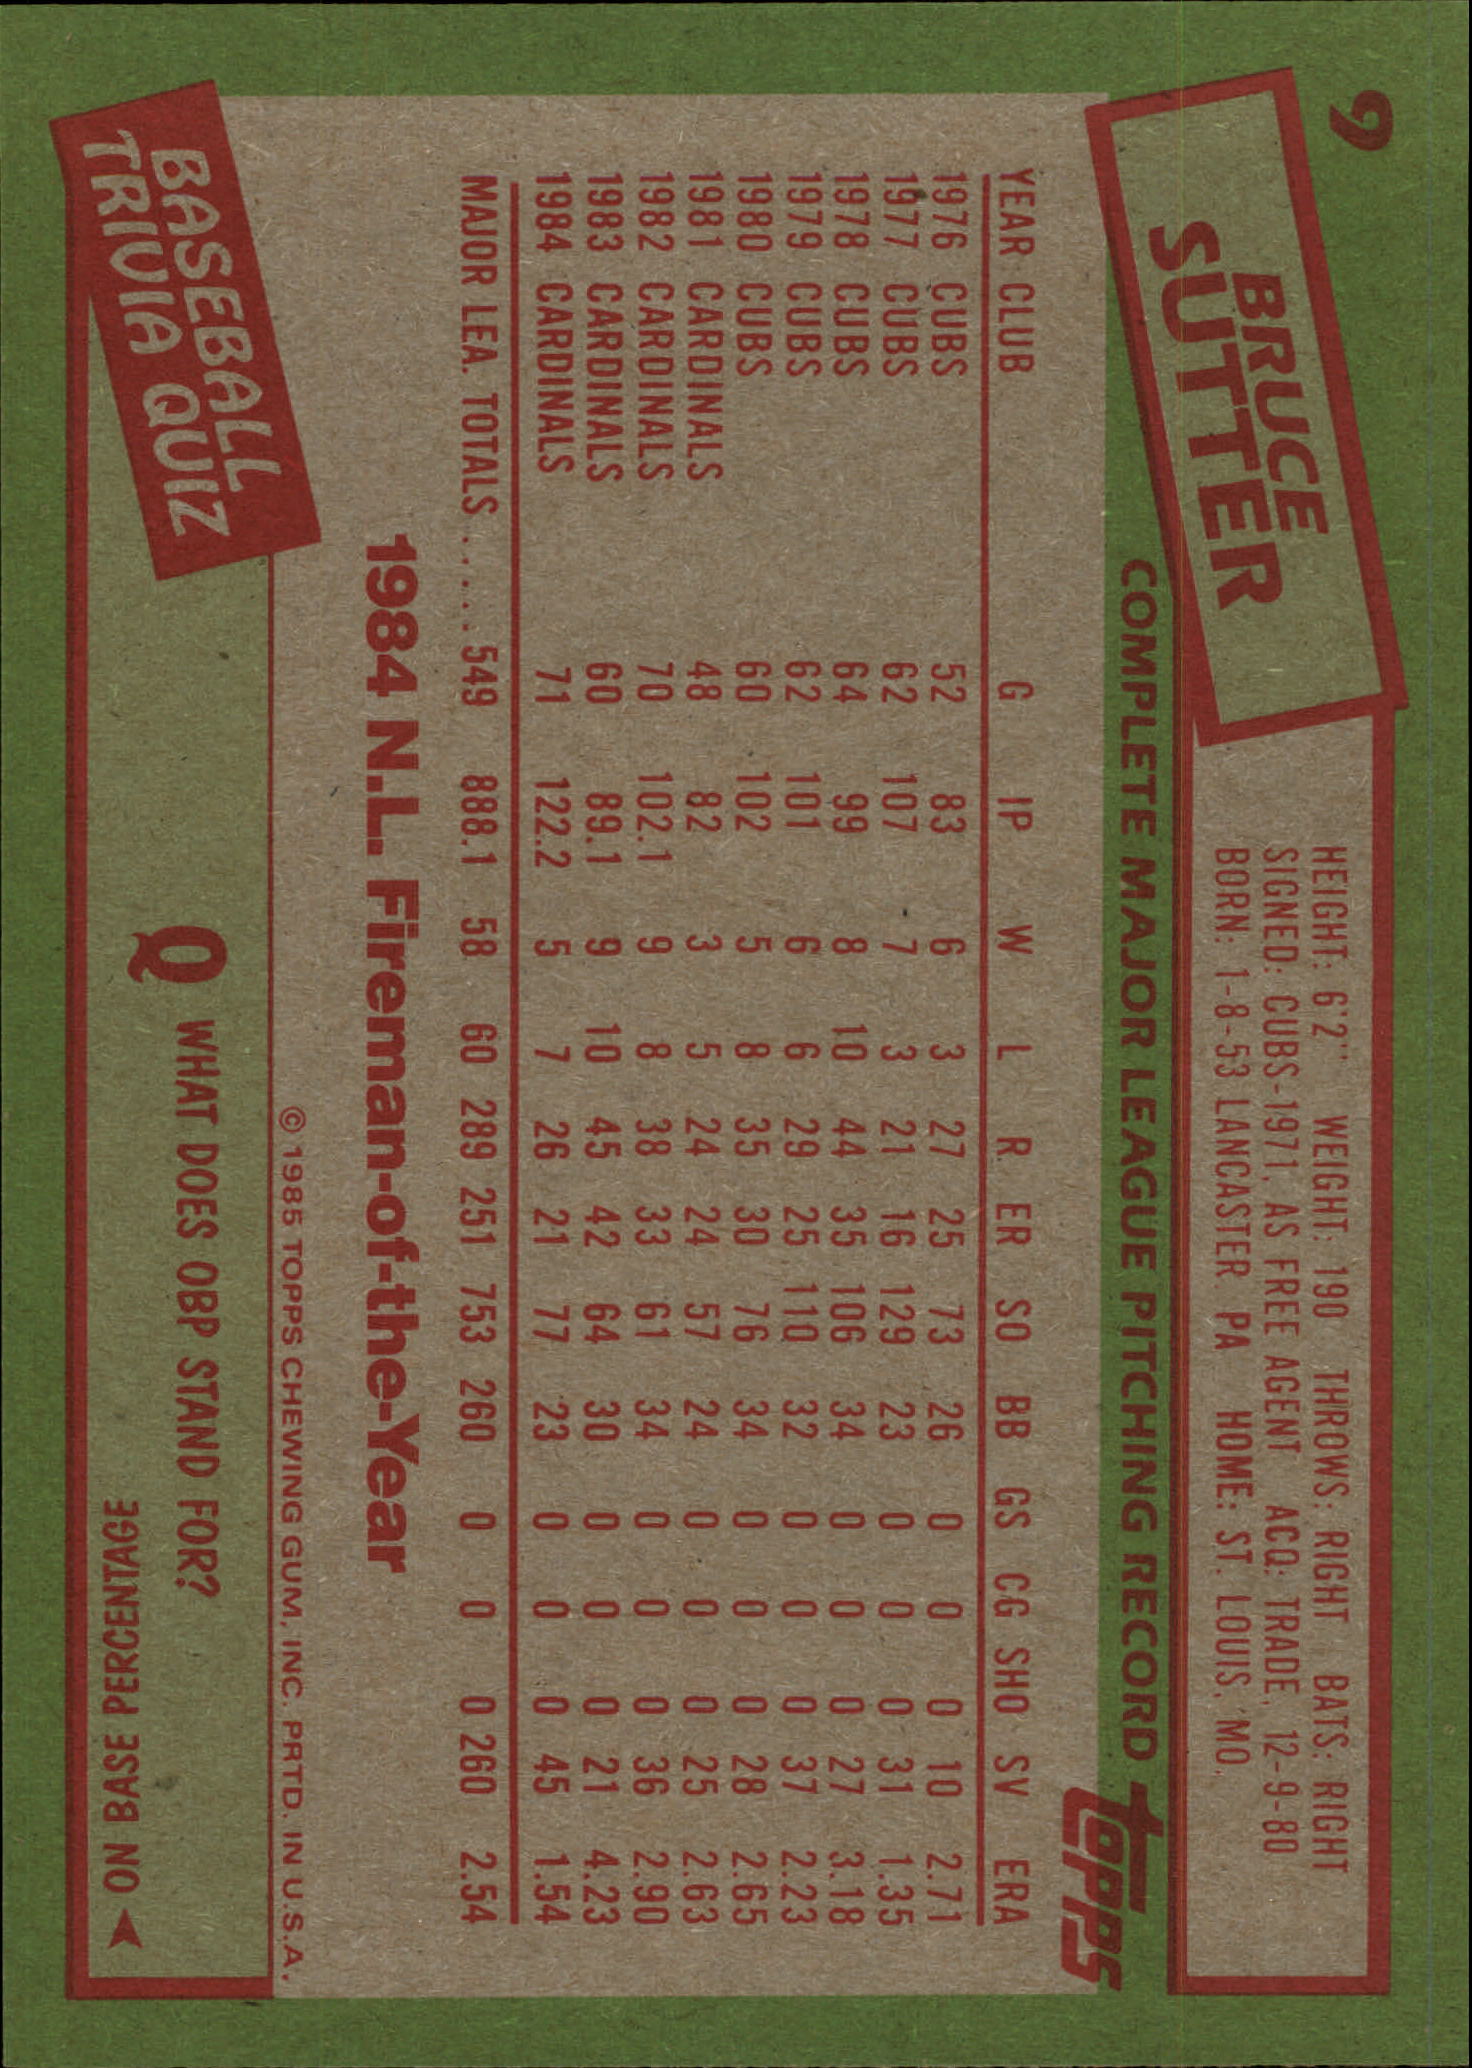 9
BRUCE
SUTTER
HEIGHT: 6'2" WEIGHT: 190 THROWS: RIGHT BATS: RIGHT
SIGNED: CUBS-1971, AS FREE AGENT ACQ: TRADE, 12-9-80
BORN: 1-8-53 LANCASTER, PA HOME: ST. LOUIS, MO.
COMPLETE MAJOR LEAGUE PITCHING RECORD
Topps
YEAR CLUB G IP W L R ER SO BB GS CG SHO SV ERA
1976 CUBS 52 83 6 3 27 25 73 26 0 0 0 10 2.71
1977 CUBS 62 107 7 3 21 16 129 23 0 0 0 31 1.35
1978 CUBS 64 99 8 10 44 35 106 34 0 0 0 27 3.18
1979 CUBS 62 101 6 6 29 25 110 32 0 0 0 37 2.23
1980 CUBS 60 102 5 8 35 30 76 34 0 0 0 28 2.65
1981 CARDINALS 48 82 3 5 24 24 57 24 0 0 0 25 2.63
1982 CARDINALS 70 102.1 9 8 38 33 61 34 0 0 0 36 2.90
1983 CARDINALS 60 89.1 9 10 45 42 64 30 0 0 0 21 4.23
1984 CARDINALS 71 122.2 5 7 26 21 77 23 0 0 0 45 1.54
MAJOR LEA. TOTALS . . . . . 549 888.1 58 60 289 251 753 260 0 0 0 260 2.54
1984 N.L. Fireman-of-the-Year
© 1985 TOPPS CHEWING GUM, INC. PRTD. IN U.S.A.
BASEBALL
TRIVIA QUIZ
Q WHAT DOES OBP STAND FOR?
ON BASE PERCENTAGE